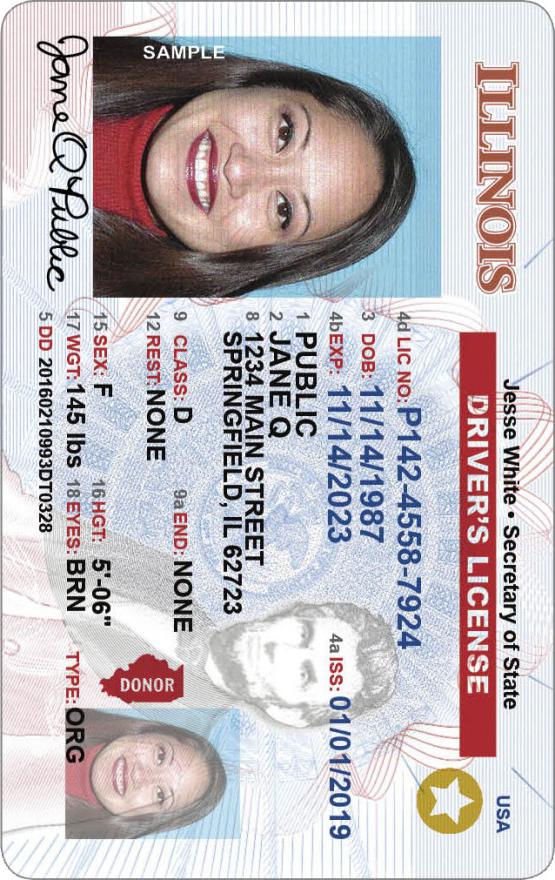 ILLINOIS
Jesse White • Secretary of State
DRIVER'S LICENSE
USA
SAMPLE
4d LIC NO: P142-4558-7924
3 DOB: 11/14/1987
4b EXP: 11/14/2023 4a ISS: 01/01/2019
1 PUBLIC
2 JANE Q
8 1234 MAIN STREET
SPRINGFIELD, IL 62723
9 CLASS: D 9a END: NONE
12 REST: NONE
DONOR
15 SEX: F 16 HGT: 5'-06"
17 WGT: 145 lbs 18 EYES: BRN TYPE: ORG
5 DD 20160210993DT0328
Jane Q Public